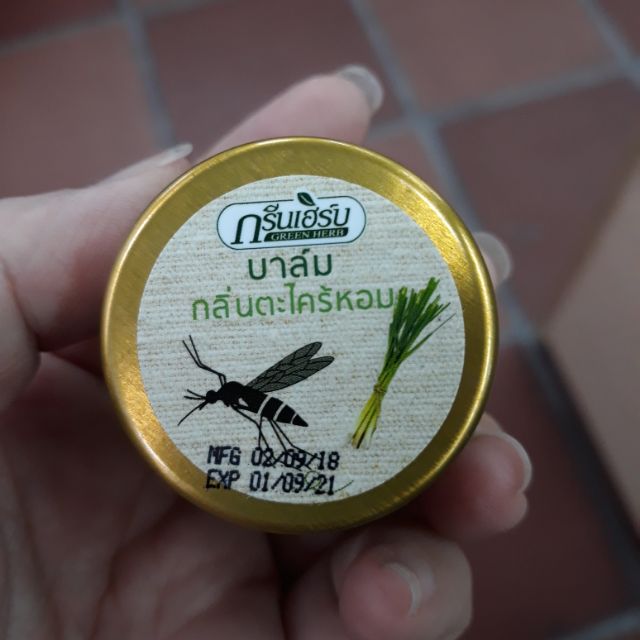 กรีนเฮิร์บ
GREEN HERB
บาล์ม
กลิ่นตะไคร้หอม
MFG 02/09/18
EXP 01/09/21